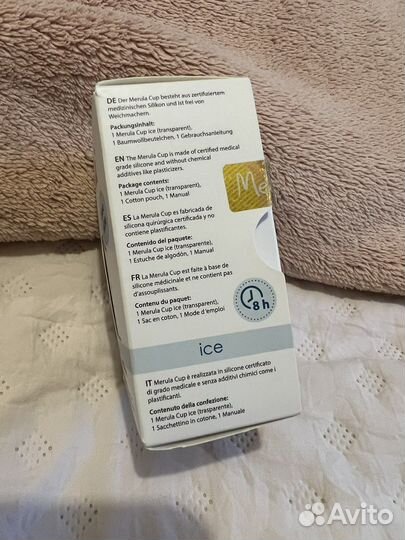 DE Der Merula Cup besteht aus zertifiziertem
medizinischen Silikon und ist frei von
Weichmachern.
Packungsinhalt:
1 Merula Cup ice (transparent),
1 Baumwollbeutelchen, 1 Gebrauchsanleitung
EN The Merula Cup is made of certified medical
grade silicone and without chemical
additives like plasticizers.
Package contents:
1 Merula Cup ice (transparent),
1 Cotton pouch, 1 Manual
ES La Merula Cup es fabricada de
silicona quirúrgica certificada y no
contiene plastificantes.
Contenido del paquete:
1 Merula Cup ice (transparente),
1 Estuche de algodón, 1 Manual
FR La Merula Cup est faite à base de
silicone médicinale et ne contient pas
d'assouplissants.
Contenu du paquet:
1 Merula Cup ice (transparent),
1 Sac en coton, 1 Mode d'emploi
Me
8h
ice
IT Merula Cup è realizzata in silicone certificato
di grado medicale e senza additivi chimici come i
plastificanti.
Contenuto della confezione:
1 Merula Cup ice (trasparente),
1 Sacchettino in cotone, 1 Manuale
Avito